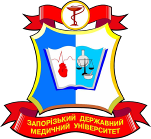 ЗАПОРІЗЬКИЙ ДЕРЖАВНИЙ
МЕДИЧНИЙ УНІВЕРСИТЕТ